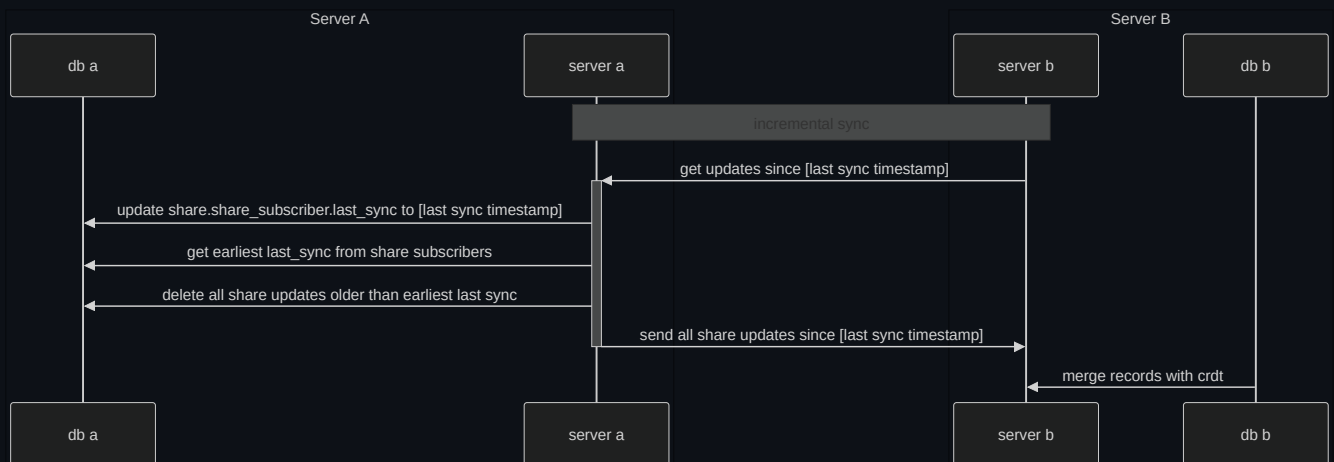 Server A
Server B
db a
server a
server b
db b
incremental sync
get updates since [last sync timestamp]
update share.share_subscriber.last_sync to [last sync timestamp]
get earliest last_sync from share subscribers
delete all share updates older than earliest last sync
send all share updates since [last sync timestamp]
merge records with crdt
db a
server a
server b
db b